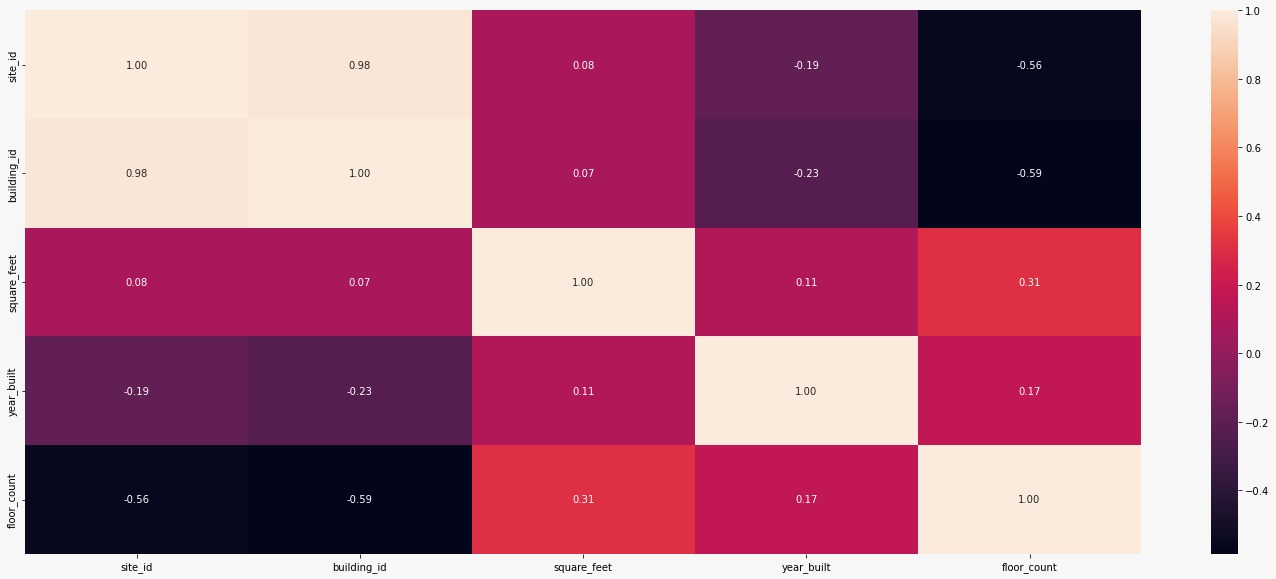 site_id 1.00 0.98 0.08 -0.19 -0.56
building_id 0.98 1.00 0.07 -0.23 -0.59
square_feet 0.08 0.07 1.00 0.11 0.31
year_built -0.19 -0.23 0.11 1.00 0.17
floor_count -0.56 -0.59 0.31 0.17 1.00
site_id building_id square_feet year_built floor_count
1.0
0.8
0.6
0.4
0.2
0.0
-0.2
-0.4